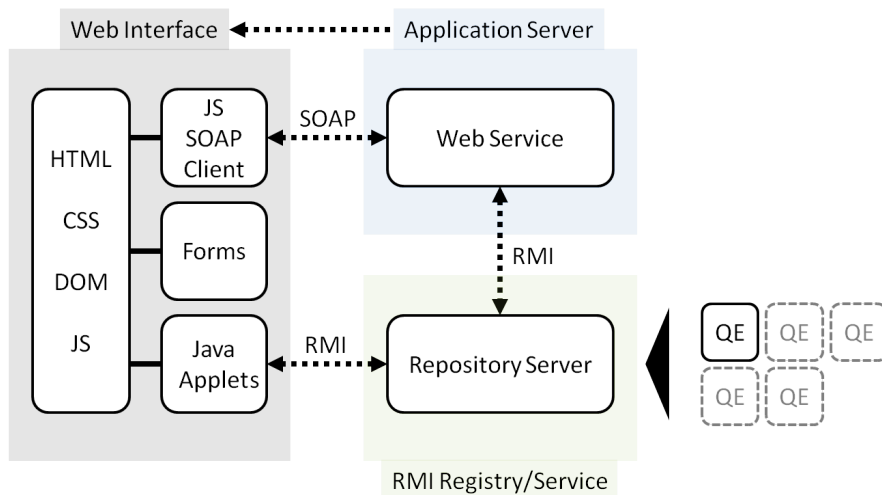 Web Interface
Application Server
HTML
CSS
DOM
JS
JS
SOAP
Client
Forms
Java
Applets
SOAP
Web Service
RMI
RMI
Repository Server
RMI Registry/Service
QE
QE
QE
QE
QE